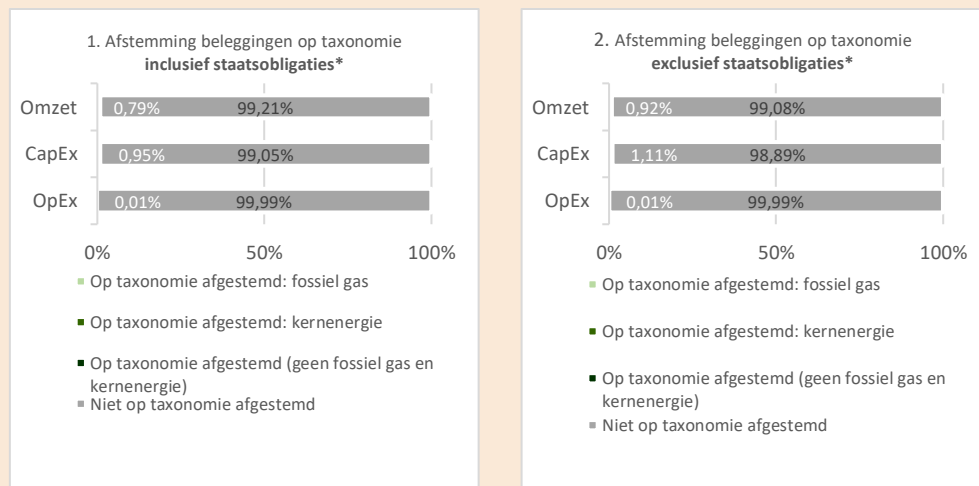 1. Afstemming beleggingen op taxonomie
inclusief staatsobligaties*
Omzet 0,79% 99,21%
CapEx 0,95% 99,05%
OpEx 0,01% 99,99%
0% 50% 100%
Op taxonomie afgestemd: fossiel gas
Op taxonomie afgestemd: kernenergie
Op taxonomie afgestemd (geen fossiel gas en
kernenergie)
Niet op taxonomie afgestemd
2. Afstemming beleggingen op taxonomie
exclusief staatsobligaties*
Omzet 0,92% 99,08%
CapEx 1,11% 98,89%
OpEx 0,01% 99,99%
0% 50% 100%
Op taxonomie afgestemd: fossiel gas
Op taxonomie afgestemd: kernenergie
Op taxonomie afgestemd (geen fossiel gas en
kernenergie)
Niet op taxonomie afgestemd